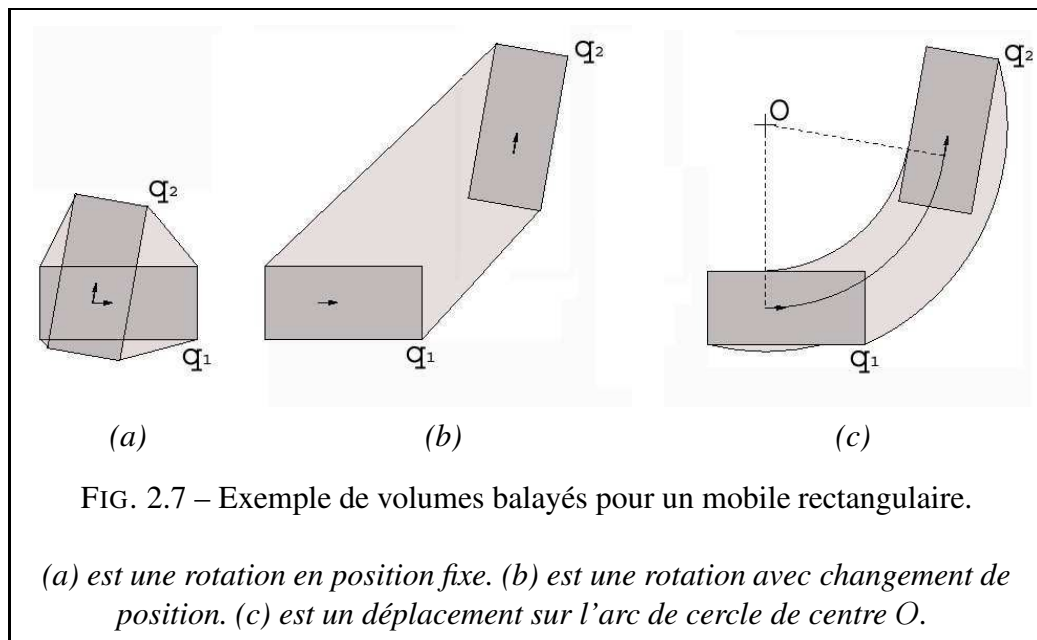 q₂
q₁
(a)
q₂
q₁
(b)
O
q₂
q₁
(c)
FIG. 2.7 – Exemple de volumes balayés pour un mobile rectangulaire.
(a) est une rotation en position fixe. (b) est une rotation avec changement de
position. (c) est un déplacement sur l'arc de cercle de centre O.